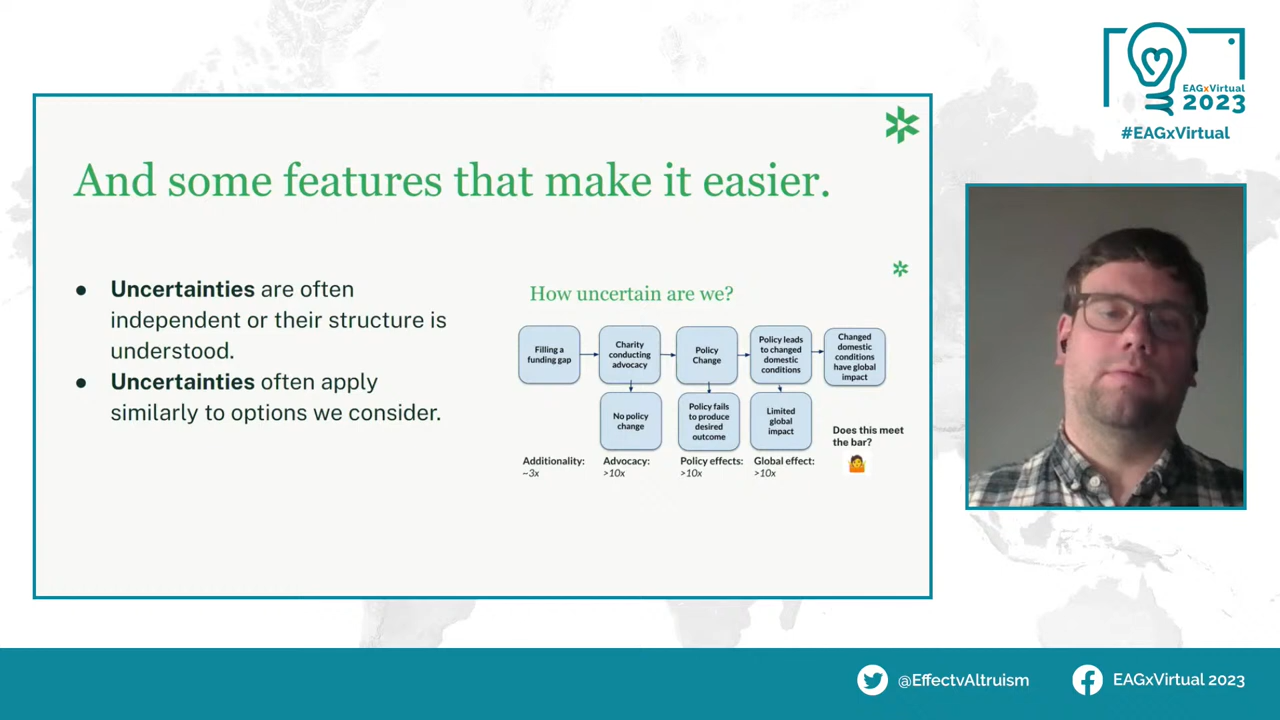 EAGxVirtual
2023
#EAGxVirtual
And some features that make it easier.
● Uncertainties are often
independent or their structure is
understood.
● Uncertainties often apply
similarly to options we consider.
How uncertain are we?
Filling a
funding gap
Charity
conducting
advocacy
Policy
Change
Policy leads
to changed
domestic
conditions
Changed
domestic
conditions
have global
impact
No policy
change
Policy fails
to produce
desired
outcome
Limited
global
impact
Does this meet
the bar?
Additionality:
~3x
Advocacy:
>10x
Policy effects:
>10x
Global effect:
>10x
@EffectvAltruism
EAGxVirtual 2023